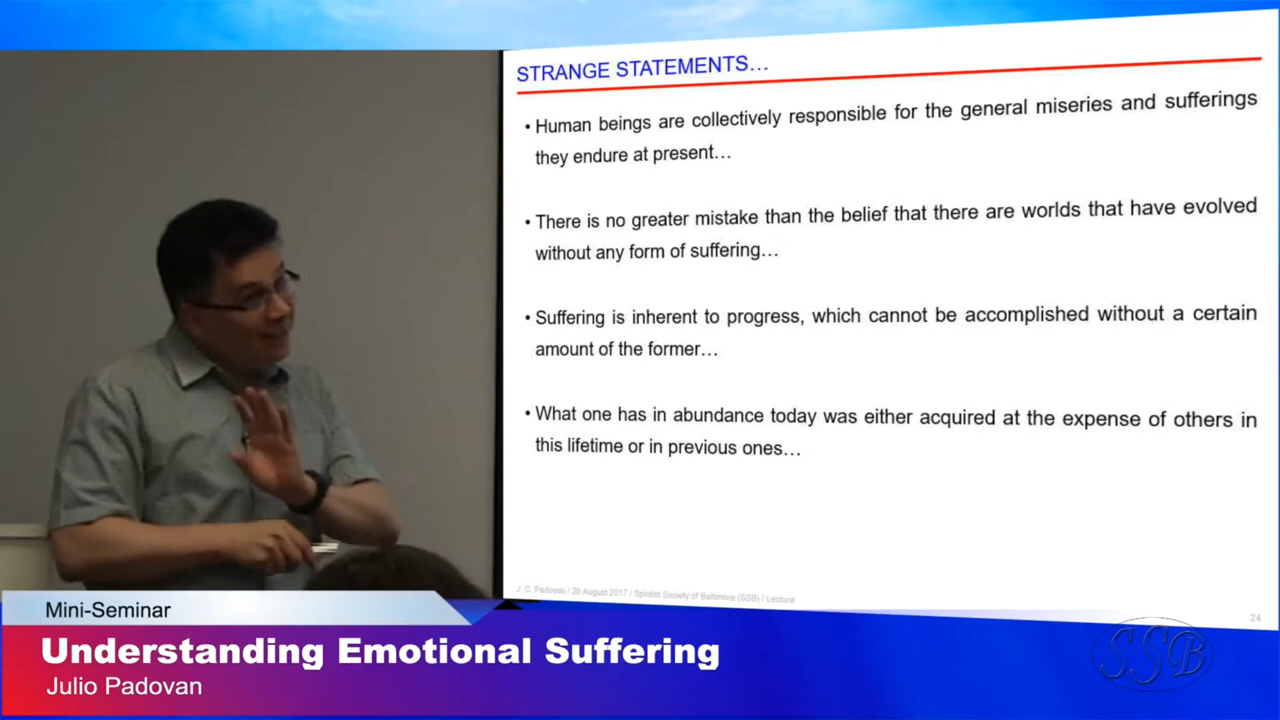 STRANGE STATEMENTS…
• Human beings are collectively responsible for the general miseries and sufferings
they endure at present…
• There is no greater mistake than the belief that there are worlds that have evolved
without any form of suffering…
• Suffering is inherent to progress, which cannot be accomplished without a certain
amount of the former…
• What one has in abundance today was either acquired at the expense of others in
this lifetime or in previous ones…
J. C. Padovan / 20 August 2017 / Spiritist Society of Baltimore (SSB) / Lecture
24
Mini-Seminar
Understanding Emotional Suffering
Julio Padovan
SSB